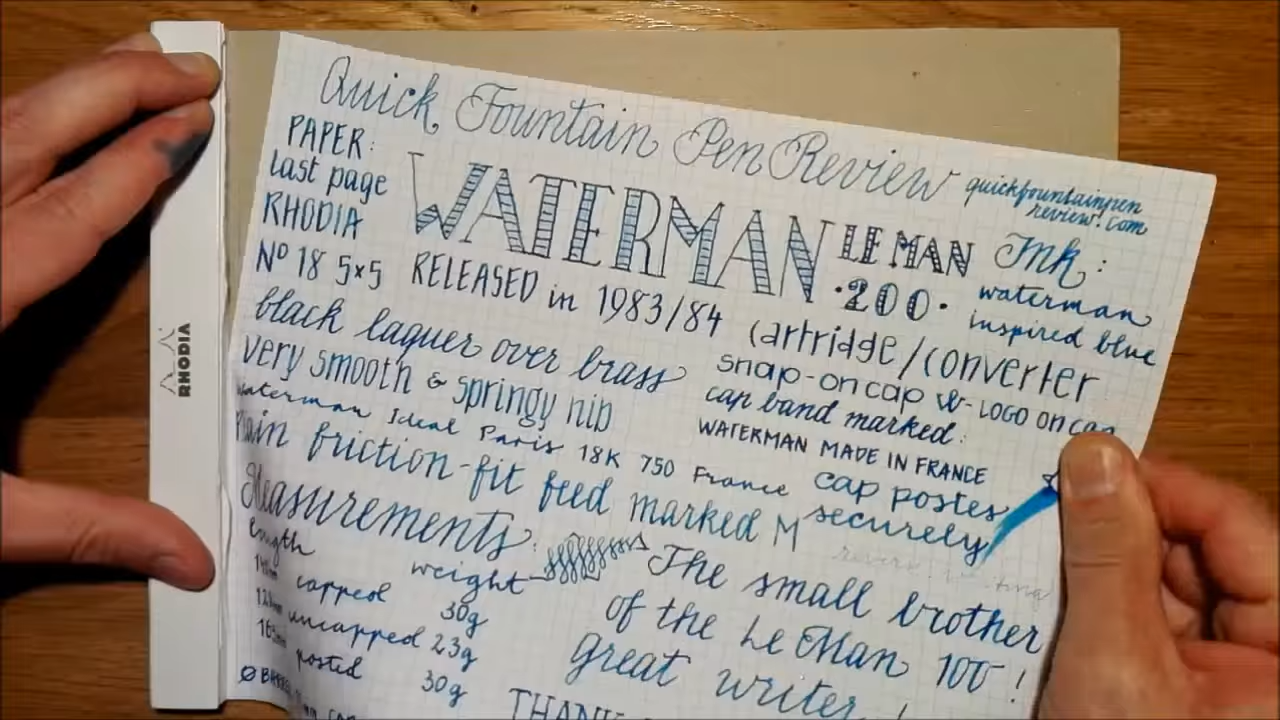 Quick Fountain Pen Review
quickfountainpen
review.com
PAPER:
last page
RHODIA
Nº 18 5x5
WATERMAN
LE MAN
·200·
Ink:
waterman
inspired blue
RELEASED in 1983/84
black laquer over brass
very smooth & springy nib
Waterman Ideal Paris 18K 750 France
Plain friction-fit feed marked M
Cartridge/Converter
snap-on cap
LOGO ON cap
cap band marked:
WATERMAN MADE IN FRANCE
cap postes
securely
Measurements:
length
weight
capped 30g
uncapped 23g
posted 30g
The small brother
of the Le Man 100!
Great writer!
THANK
RHODIA